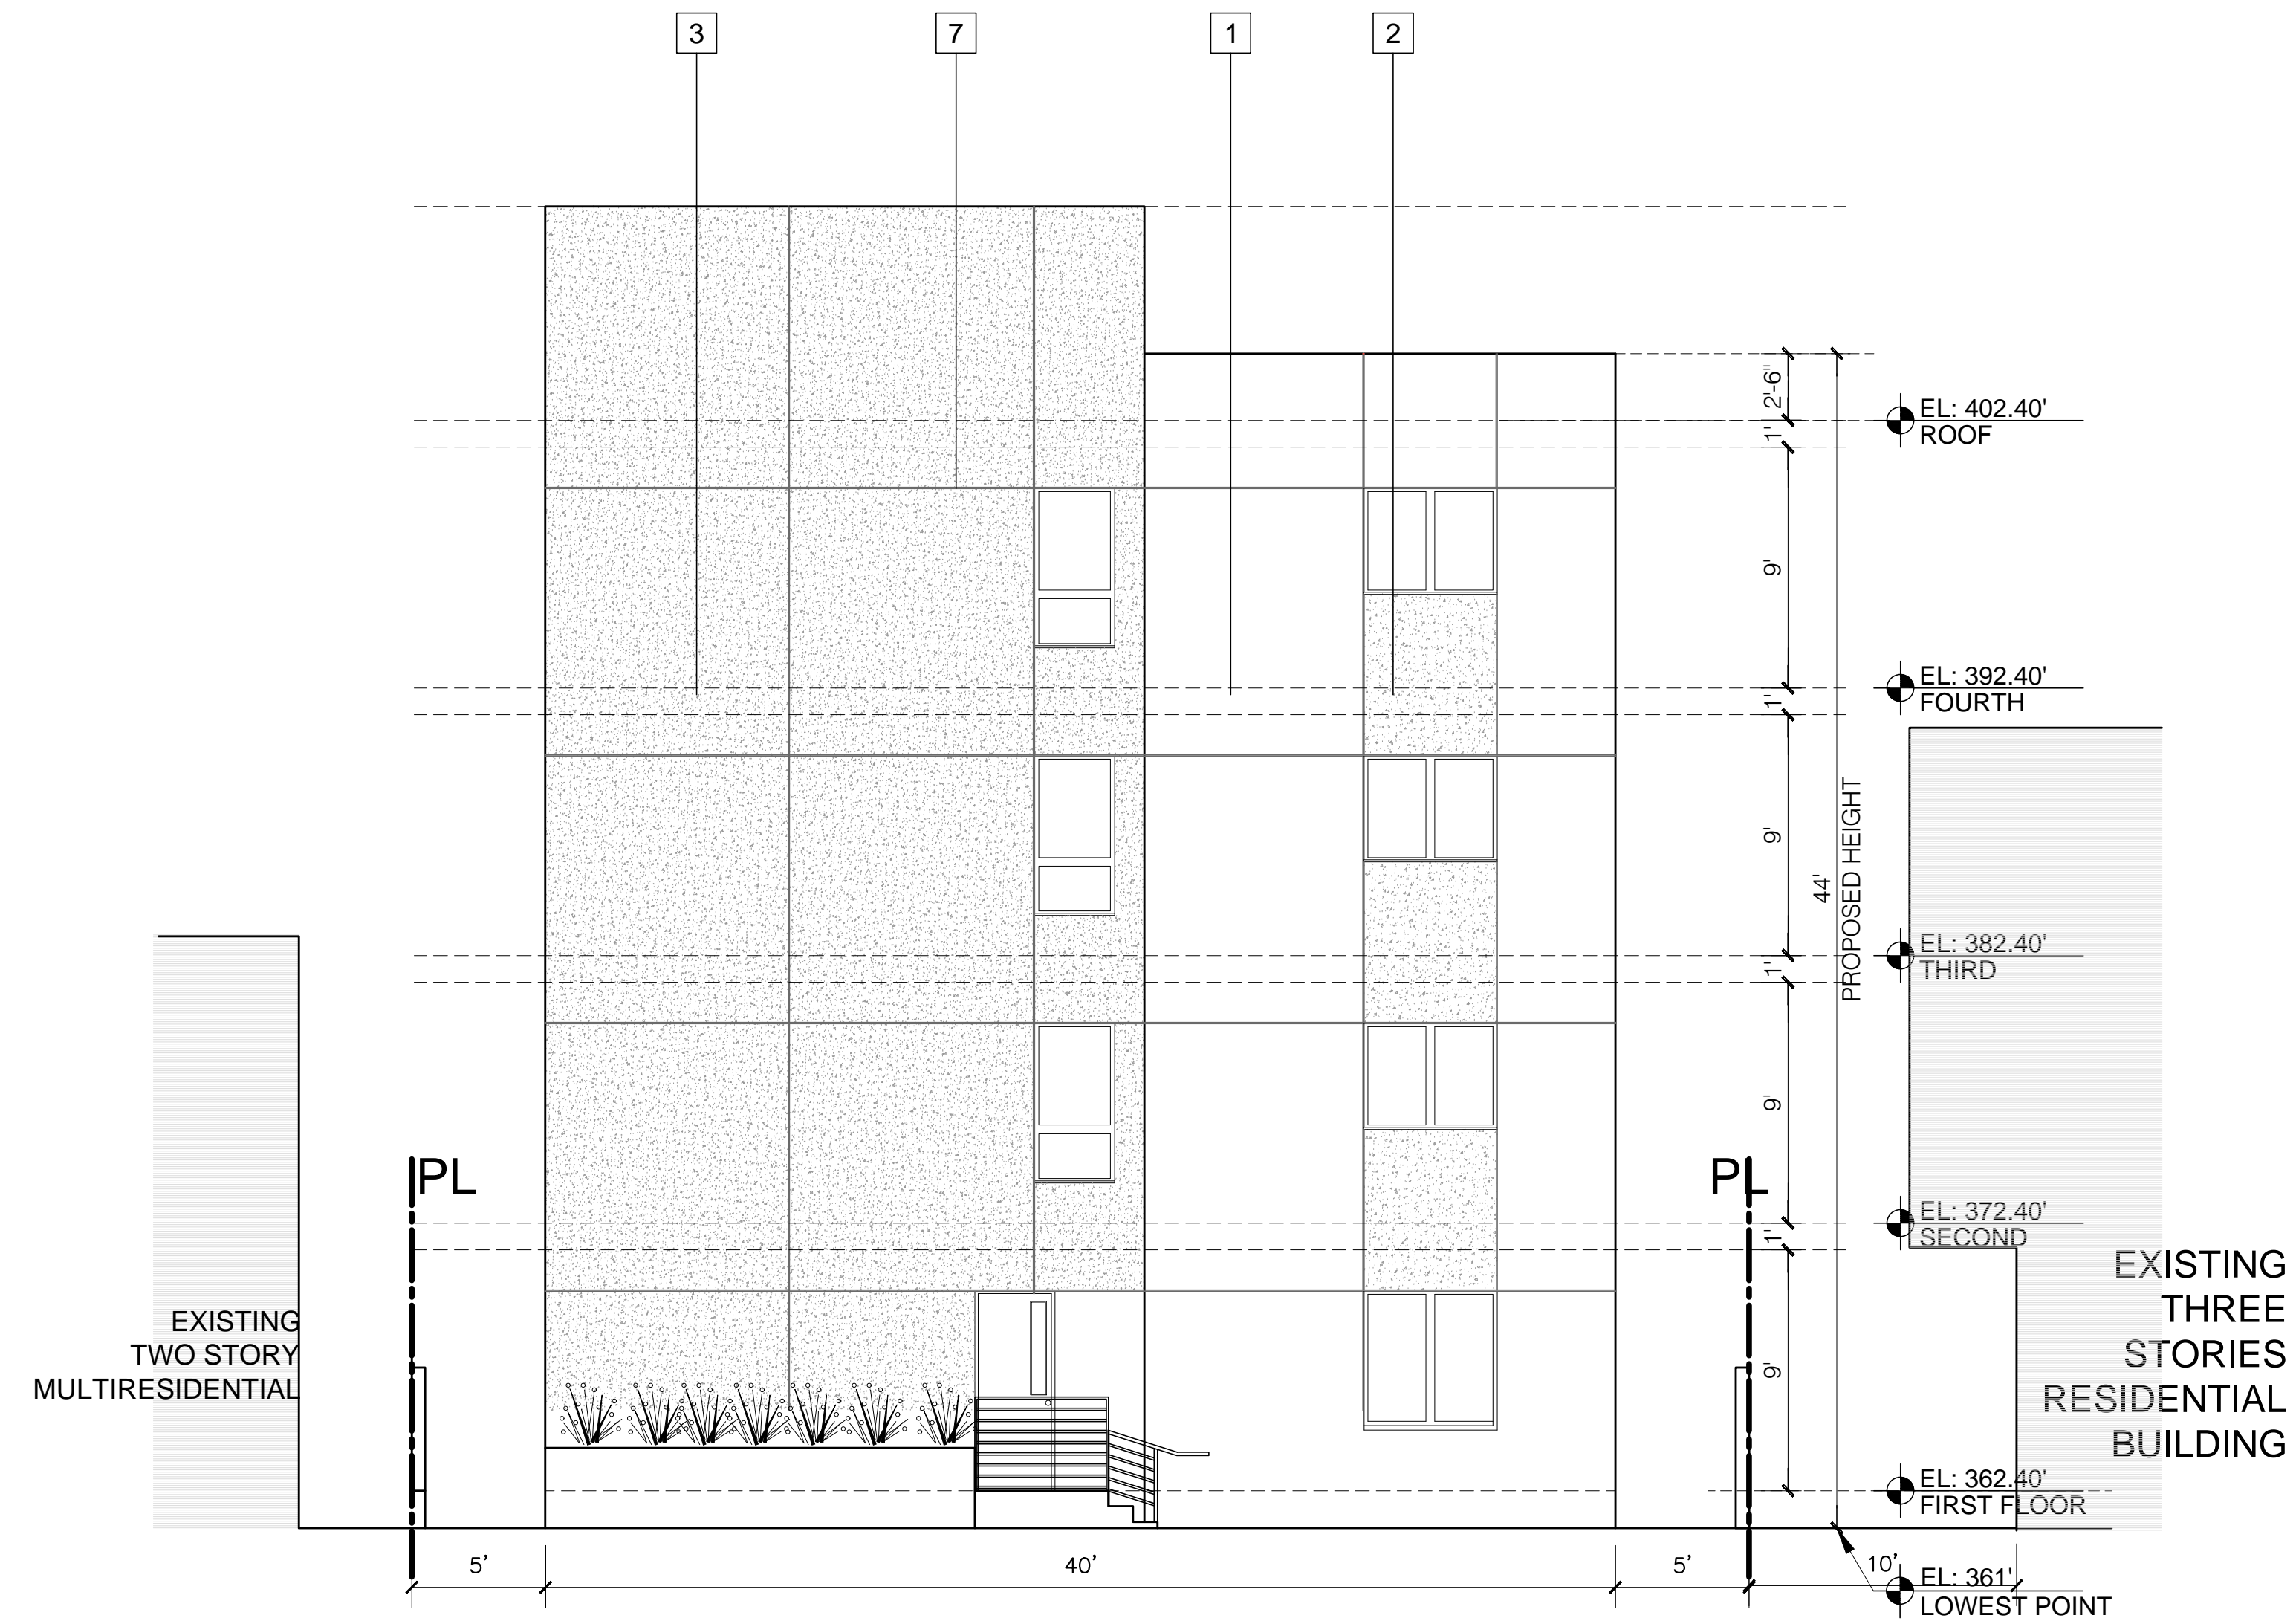 3
7
1
2
2'-6"
EL: 402.40'
ROOF
1'
9'
EL: 392.40'
FOURTH
1'
9'
44'
PROPOSED HEIGHT
EL: 382.40'
THIRD
1'
9'
PL
PL
EL: 372.40'
SECOND
1'
EXISTING
THREE
STORIES
RESIDENTIAL
BUILDING
EXISTING
TWO STORY
MULTIRESIDENTIAL
9'
EL: 362.40'
FIRST FLOOR
5'
40'
5'
10'
EL: 361'
LOWEST POINT